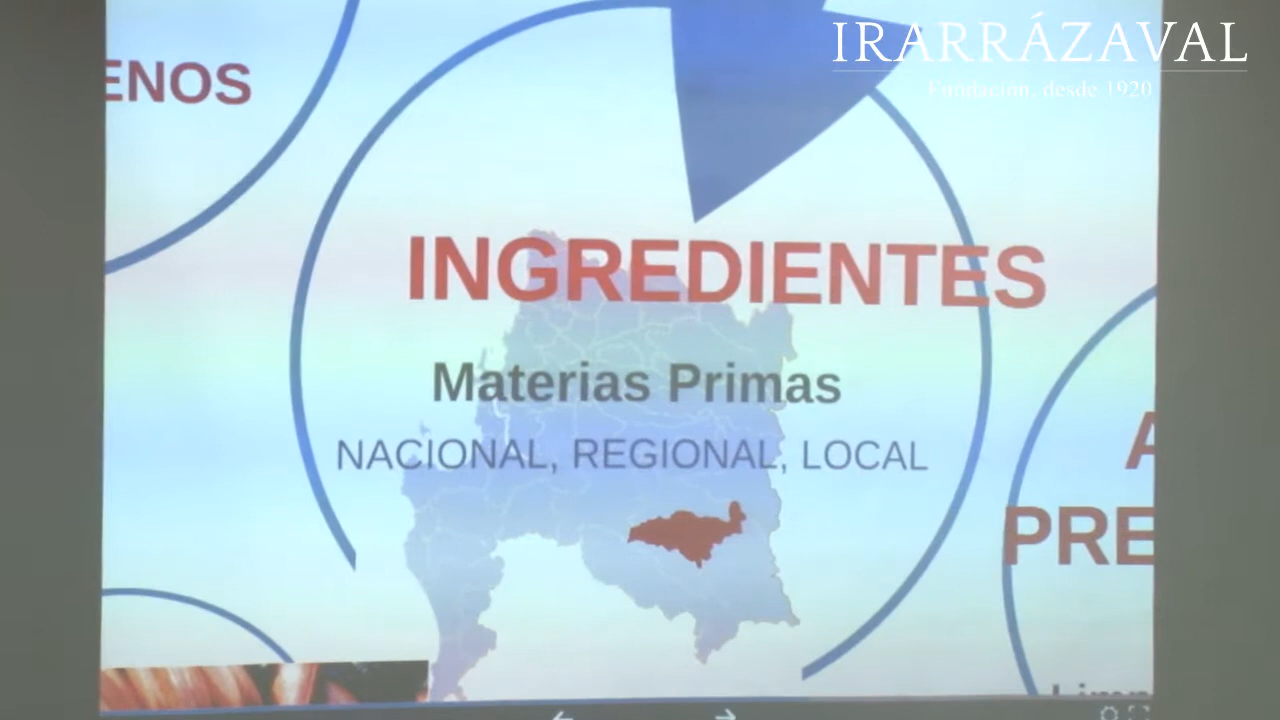 IRARRÁZAVAL
Fundación, desde 1920
ENOS
INGREDIENTES
Materias Primas
NACIONAL, REGIONAL, LOCAL
A
PRE